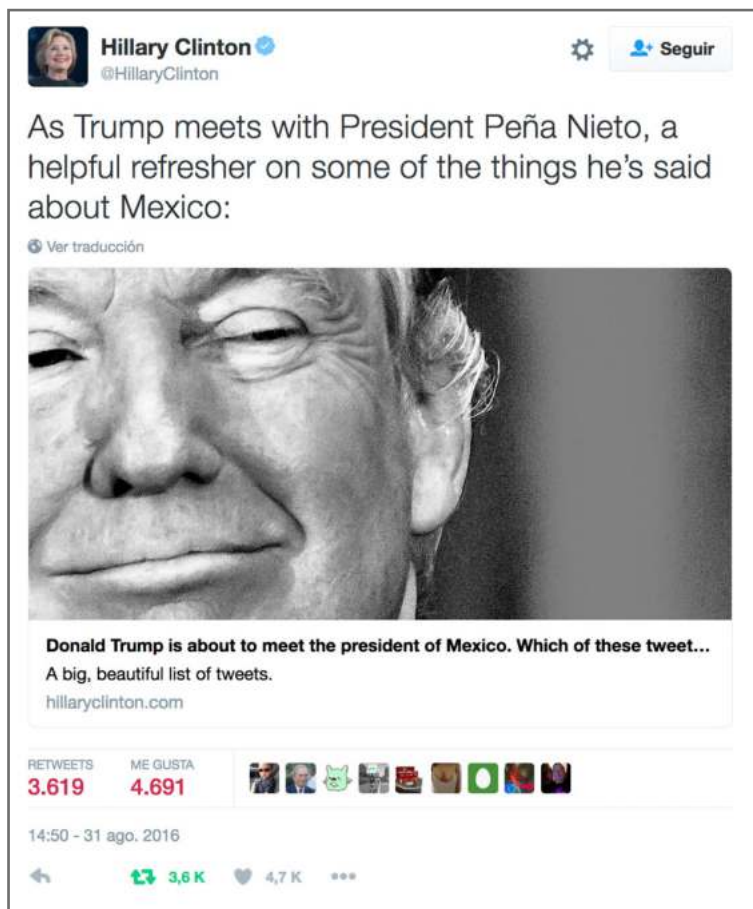 Hillary Clinton
@HillaryClinton
Seguir
As Trump meets with President Peña Nieto, a
helpful refresher on some of the things he's said
about Mexico:
Ver traducción
Donald Trump is about to meet the president of Mexico. Which of these tweet...
A big, beautiful list of tweets.
hillaryclinton.com
RETWEETS ME GUSTA
3.619 4.691
14:50 - 31 ago. 2016
3,6 K 4,7 K